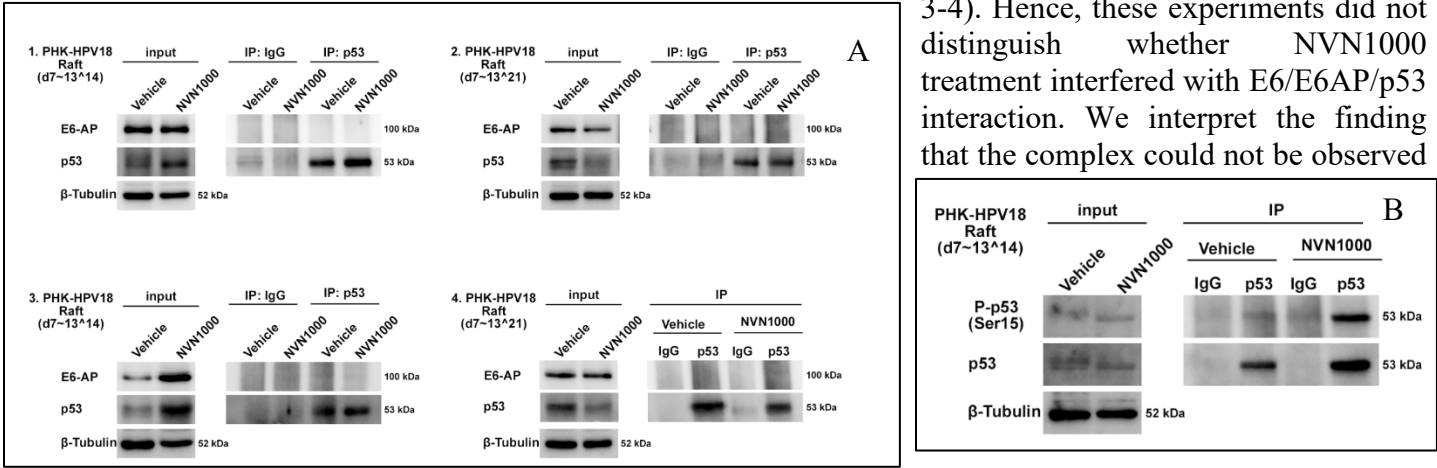 1. PHK-HPV18 input IP: IgG IP: p53
Raft
(d7~13^14)
Vehicle NVN1000 Vehicle NVN1000 Vehicle NVN1000
E6-AP 100 kDa
p53 53 kDa
β-Tubulin 52 kDa
2. PHK-HPV18 input IP: IgG IP: p53 A
Raft
(d7~13^21)
Vehicle NVN1000 Vehicle NVN1000 Vehicle NVN1000
E6-AP 100 kDa
p53 53 kDa
β-Tubulin 52 kDa
3. PHK-HPV18 input IP: IgG IP: p53
Raft
(d7~13^14)
Vehicle NVN1000 Vehicle NVN1000 Vehicle NVN1000
E6-AP 100 kDa
p53 53 kDa
β-Tubulin 52 kDa
4. PHK-HPV18 input IP
Raft
(d7~13^21)
Vehicle NVN1000 Vehicle NVN1000
IgG p53 IgG p53
E6-AP 100 kDa
p53 53 kDa
β-Tubulin 52 kDa
3-4). Hence, these experiments did not
distinguish whether NVN1000
treatment interfered with E6/E6AP/p53
interaction. We interpret the finding
that the complex could not be observed
PHK-HPV18 input IP B
Raft
(d7~13^14)
Vehicle NVN1000 Vehicle NVN1000
IgG p53 IgG p53
P-p53
(Ser15) 53 kDa
p53 53 kDa
β-Tubulin 52 kDa